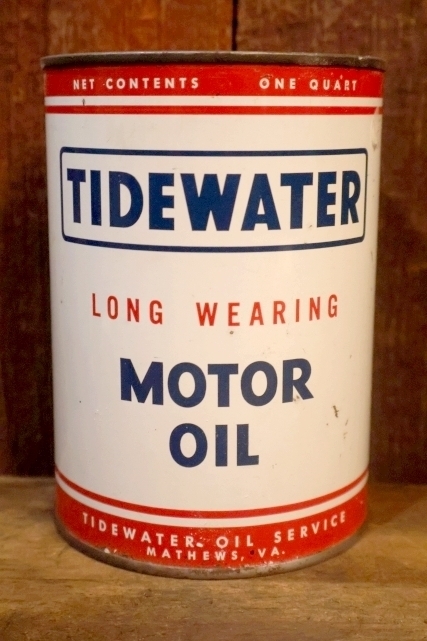 NET CONTENTS ONE QUART
TIDEWATER
LONG WEARING
MOTOR
OIL
TIDEWATER OIL SERVICE
MATHEWS, VA.